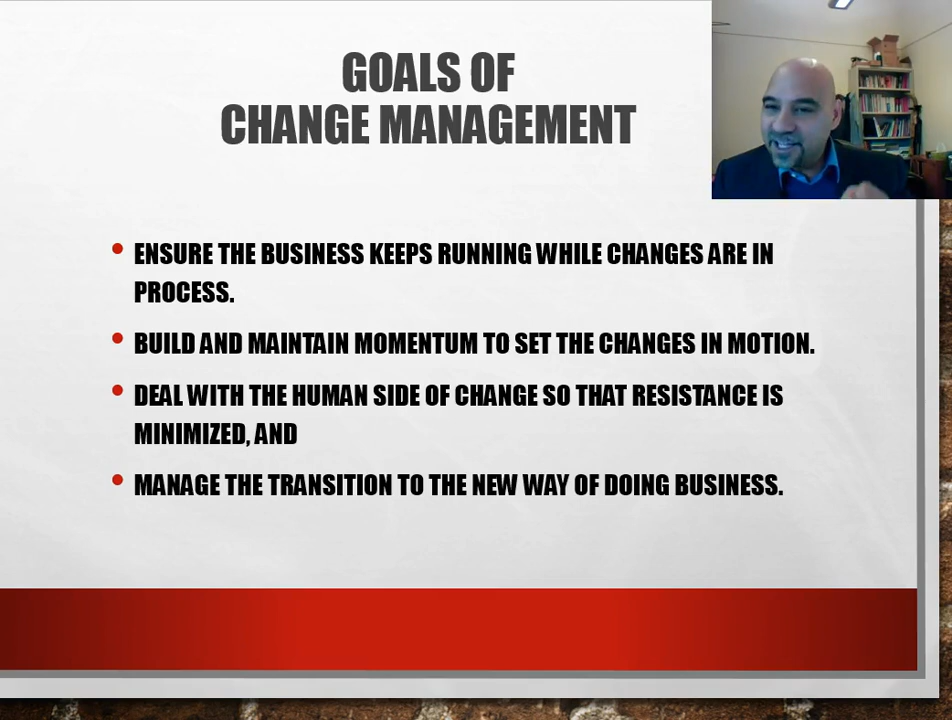 GOALS OF
CHANGE MANAGEMENT
• ENSURE THE BUSINESS KEEPS RUNNING WHILE CHANGES ARE IN
PROCESS.
• BUILD AND MAINTAIN MOMENTUM TO SET THE CHANGES IN MOTION.
• DEAL WITH THE HUMAN SIDE OF CHANGE SO THAT RESISTANCE IS
MINIMIZED, AND
• MANAGE THE TRANSITION TO THE NEW WAY OF DOING BUSINESS.